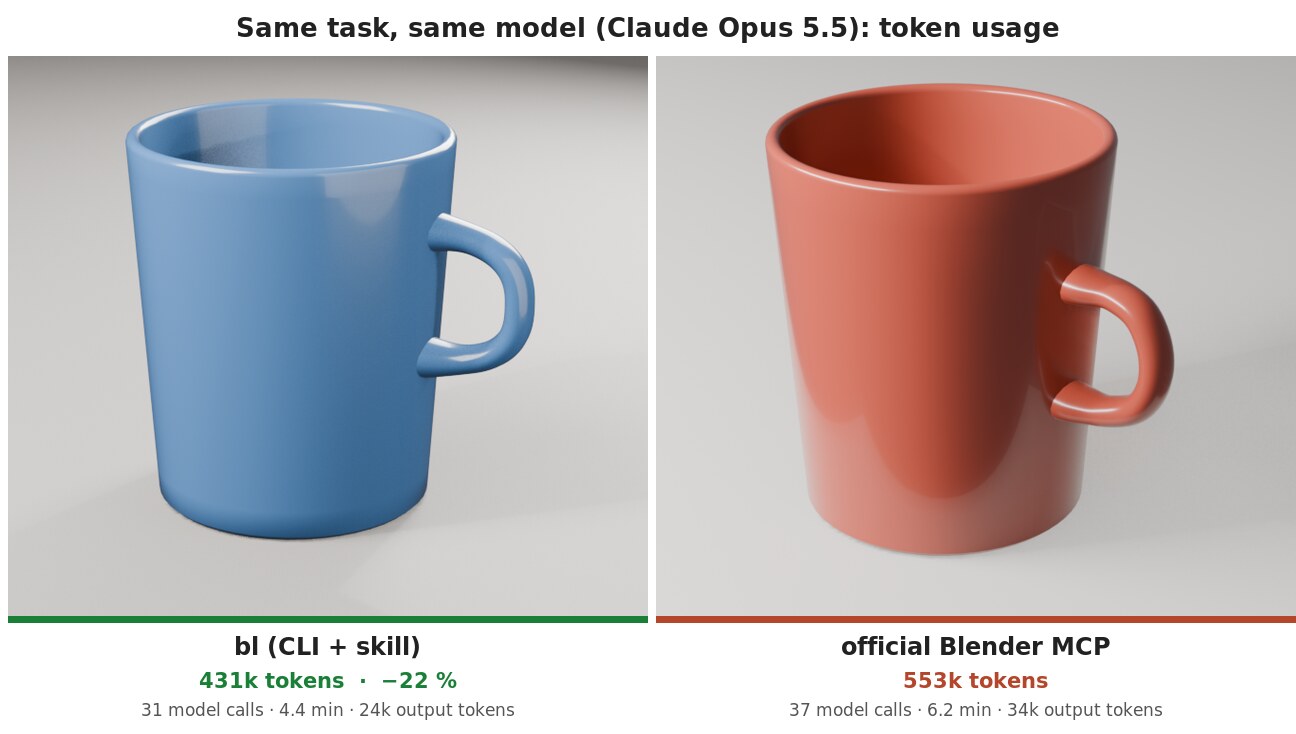 Same task, same model (Claude Opus 5.5): token usage
bl (CLI + skill)
431k tokens · −22 %
31 model calls · 4.4 min · 24k output tokens
official Blender MCP
553k tokens
37 model calls · 6.2 min · 34k output tokens